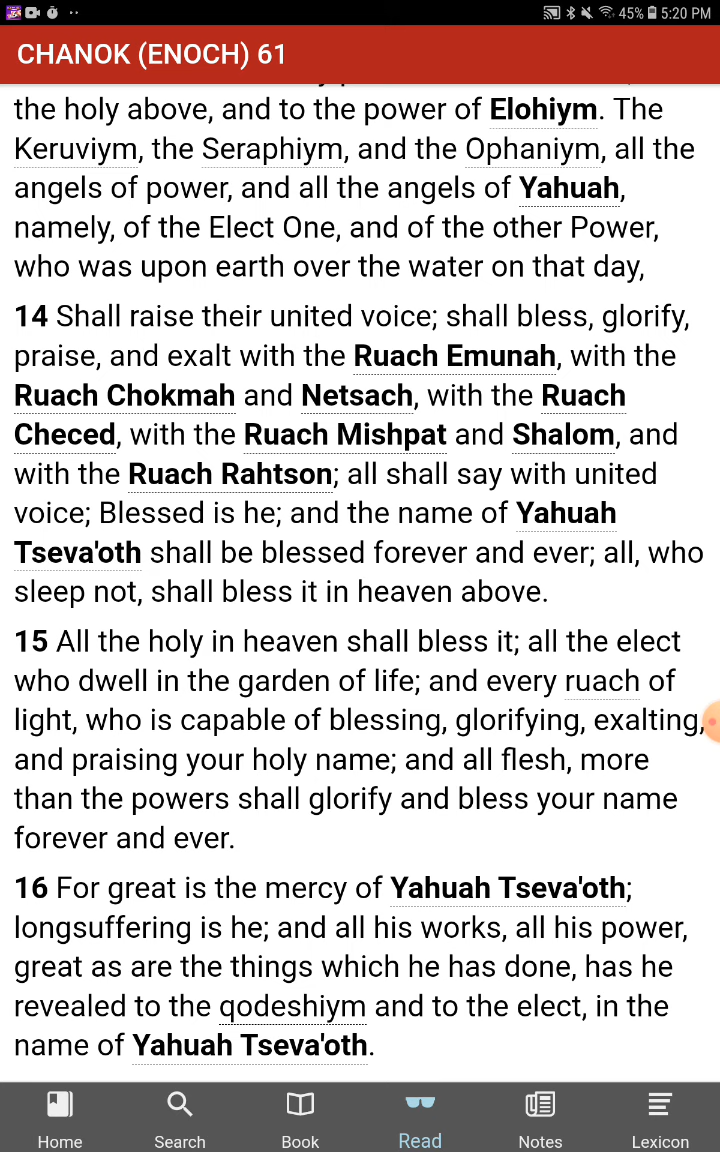 45% 5:20 PM
CHANOK (ENOCH) 61
the holy above, and to the power of Elohiym. The
Keruviym, the Seraphiym, and the Ophaniym, all the
angels of power, and all the angels of Yahuah,
namely, of the Elect One, and of the other Power,
who was upon earth over the water on that day,
14 Shall raise their united voice; shall bless, glorify,
praise, and exalt with the Ruach Emunah, with the
Ruach Chokmah and Netsach, with the Ruach
Checed, with the Ruach Mishpat and Shalom, and
with the Ruach Rahtson; all shall say with united
voice; Blessed is he; and the name of Yahuah
Tseva'oth shall be blessed forever and ever; all, who
sleep not, shall bless it in heaven above.
15 All the holy in heaven shall bless it; all the elect
who dwell in the garden of life; and every ruach of
light, who is capable of blessing, glorifying, exalting,
and praising your holy name; and all flesh, more
than the powers shall glorify and bless your name
forever and ever.
16 For great is the mercy of Yahuah Tseva'oth;
longsuffering is he; and all his works, all his power,
great as are the things which he has done, has he
revealed to the qodeshiym and to the elect, in the
name of Yahuah Tseva'oth.
Home Search Book Read Notes Lexicon